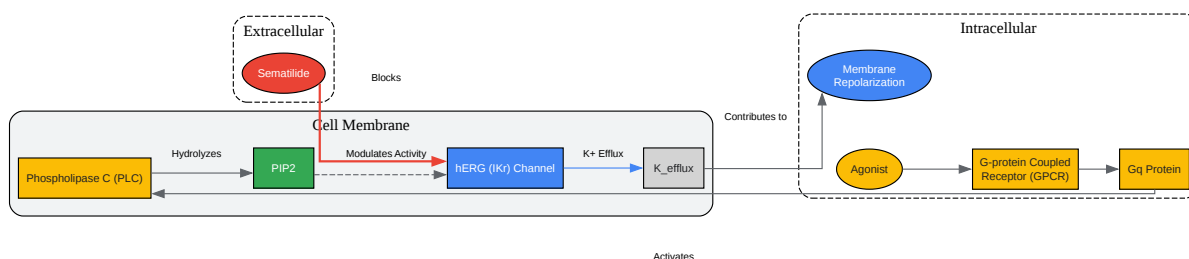 Extracellular
Sematilide
Blocks
Intracellular
Membrane
Repolarization
Contributes to
Cell Membrane
Hydrolyzes
Modulates Activity
K+ Efflux
Phospholipase C (PLC)
PIP2
hERG (IKr) Channel
K_efflux
Agonist
G-protein Coupled
Receptor (GPCR)
Gq Protein
Activates